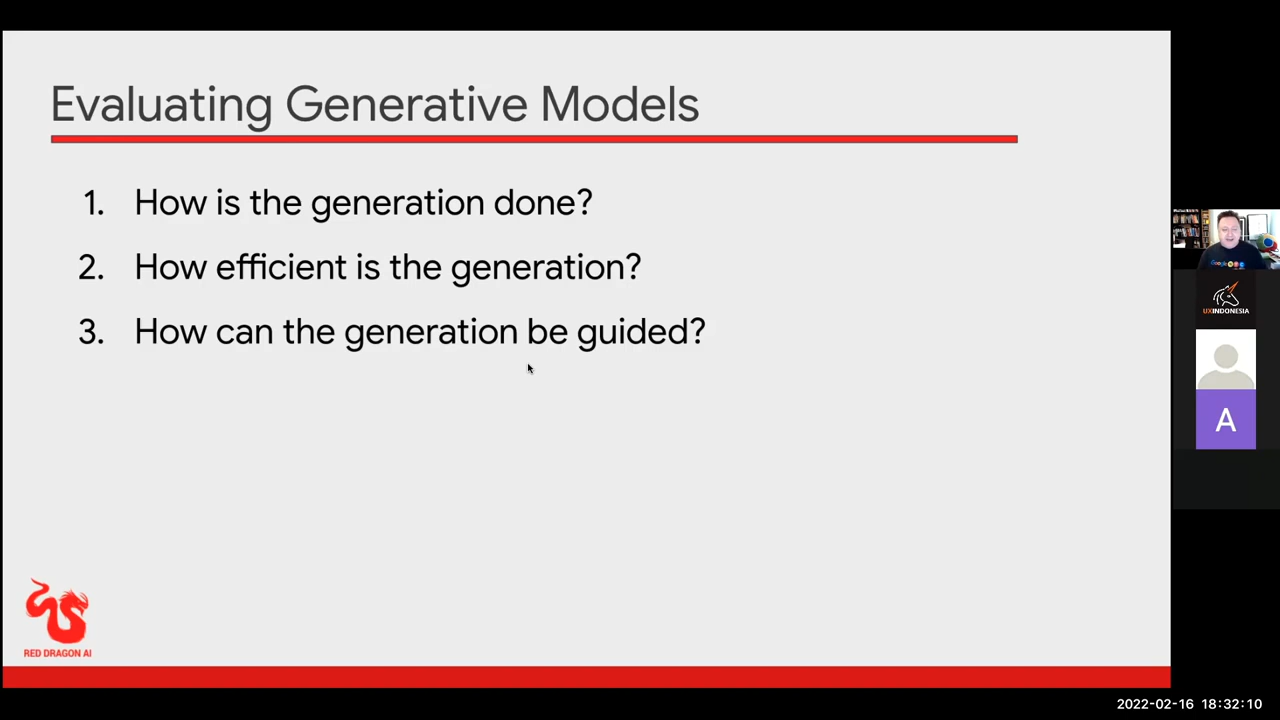 Evaluating Generative Models
1. How is the generation done?
2. How efficient is the generation?
3. How can the generation be guided?
UXINDONESIA
A
RED DRAGON AI
2022-02-16 18:32:10